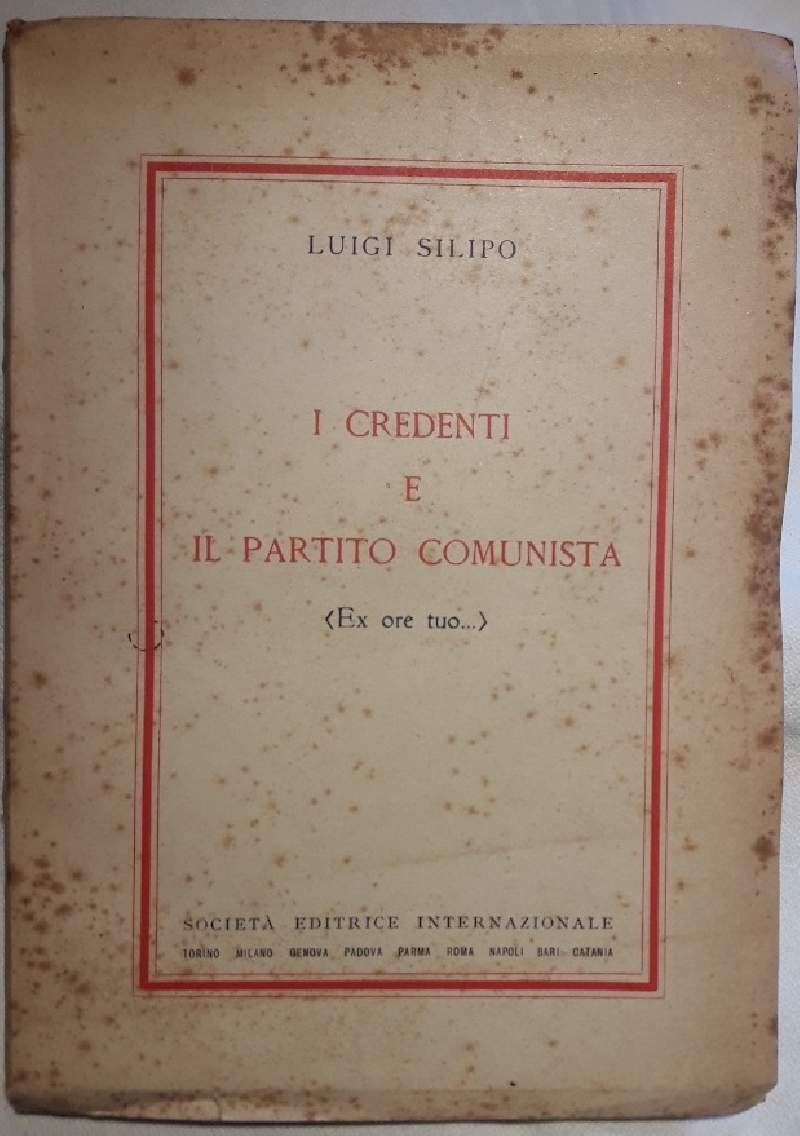 LUIGI SILIPO
I CREDENTI
E
IL PARTITO COMUNISTA
⟨Ex ore tuo...⟩
SOCIETÀ EDITRICE INTERNAZIONALE
TORINO MILANO GENOVA PADOVA PARMA ROMA NAPOLI BARI CATANIA